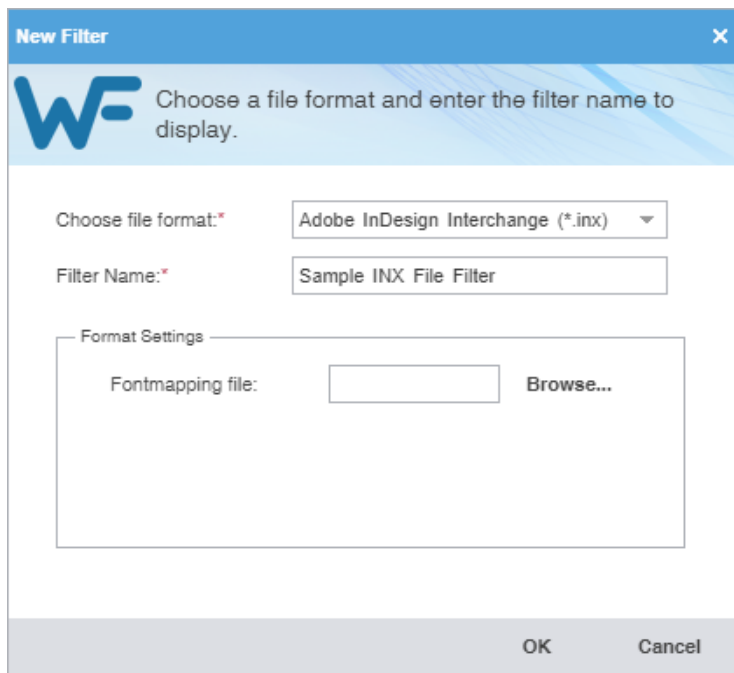 New Filter
WF
Choose a file format and enter the filter name to
display.
Choose file format:* Adobe InDesign Interchange (*.inx)
Filter Name:* Sample INX File Filter
Format Settings
Fontmapping file: Browse...
OK Cancel